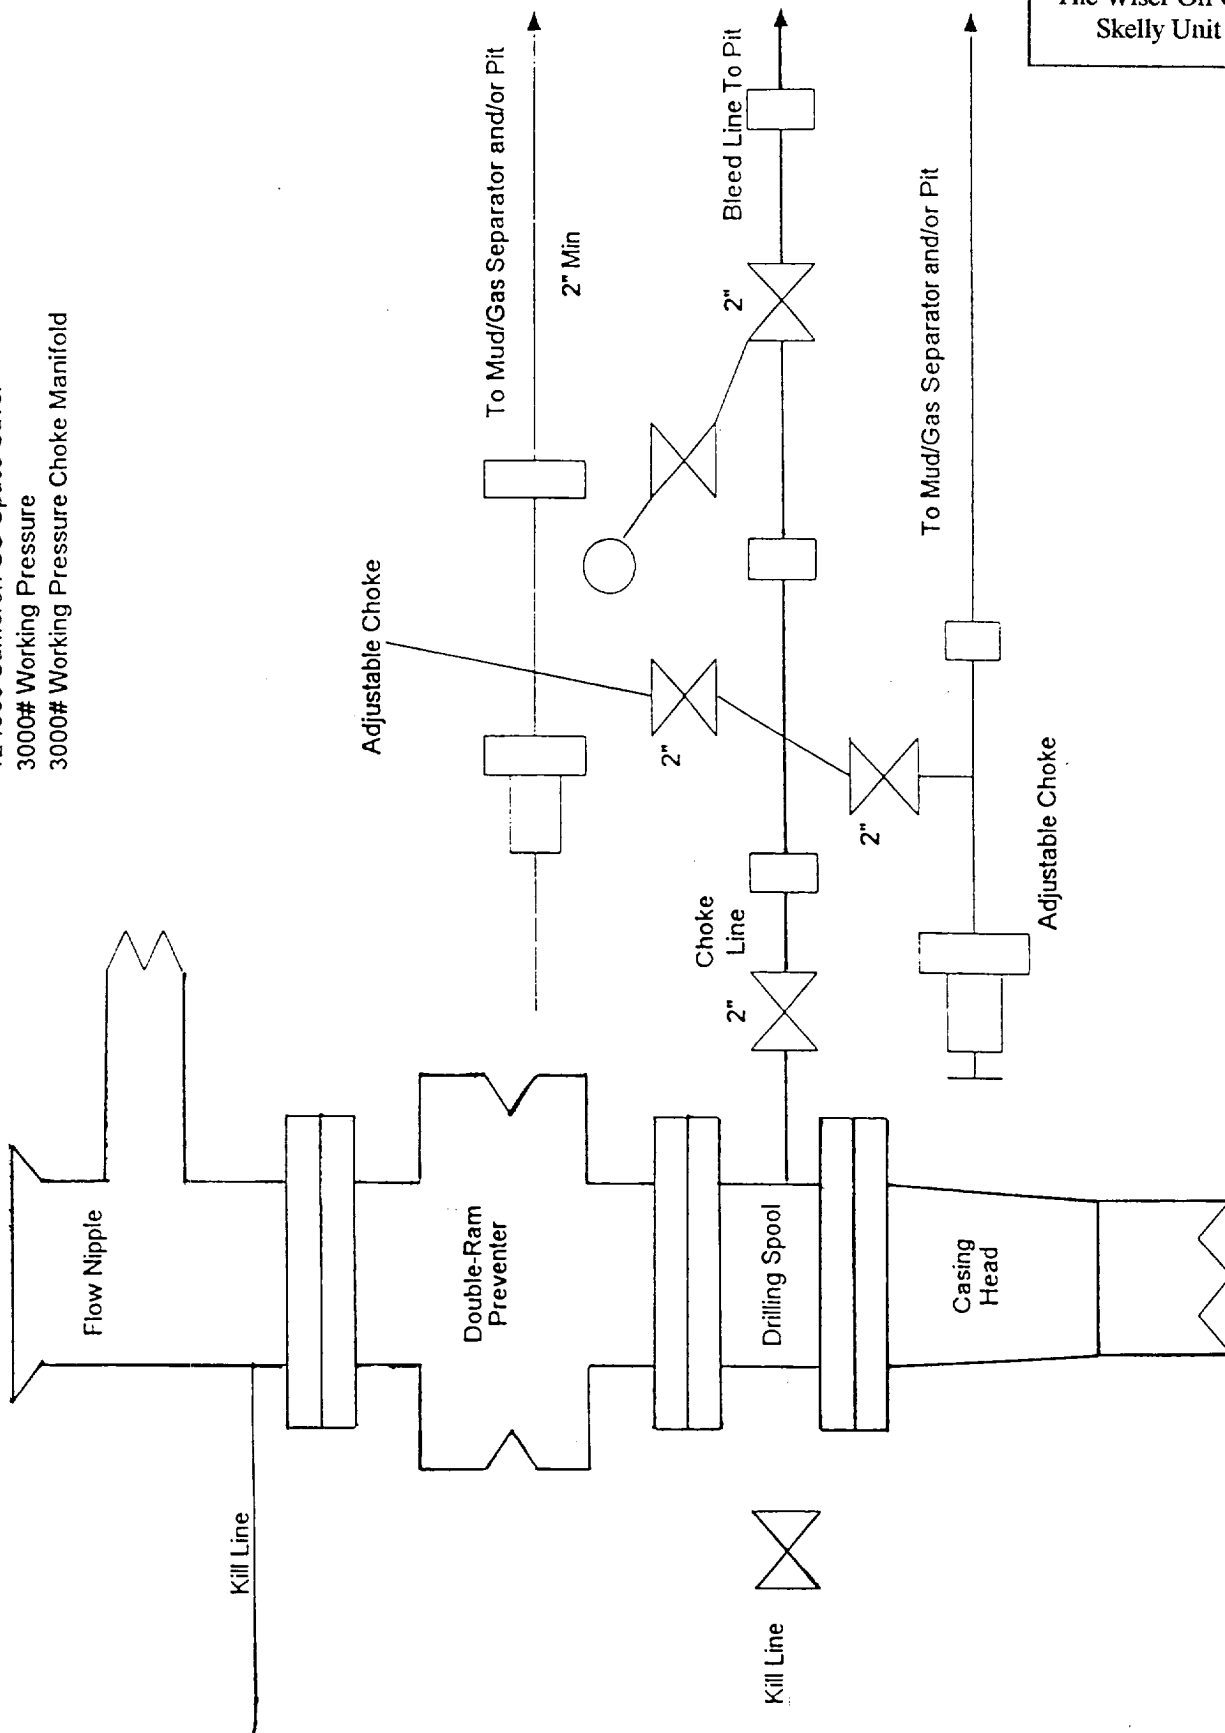 Skelly Unit
3000# Working Pressure
3000# Working Pressure Choke Manifold
Flow Nipple
Kill Line
Adjustable Choke
To Mud/Gas Separator and/or Pit
2" Min
Double-Ram
Preventer
2"
Bleed Line To Pit
2"
Choke
Line
2"
Drilling Spool
Kill Line
2"
To Mud/Gas Separator and/or Pit
Casing
Head
Adjustable Choke